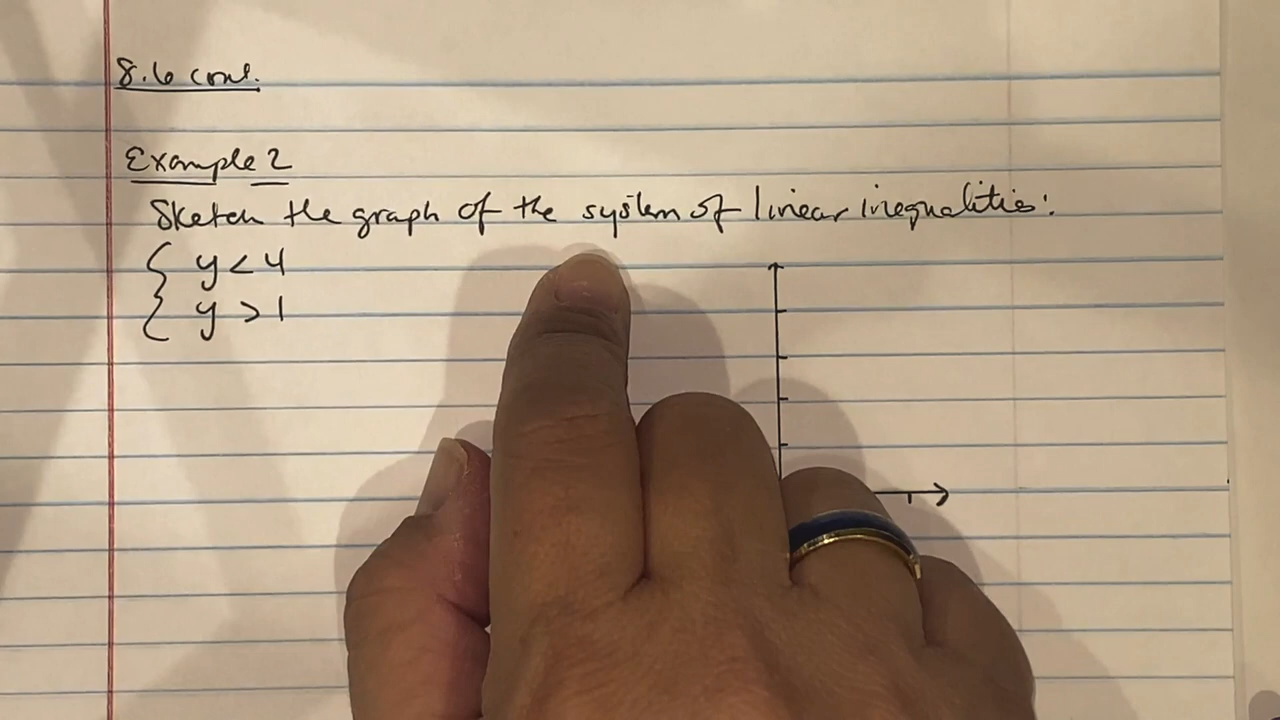 8.6 cont.
Example 2
Sketch the graph of the system of linear inequalities:
{ y < 4
y > 1